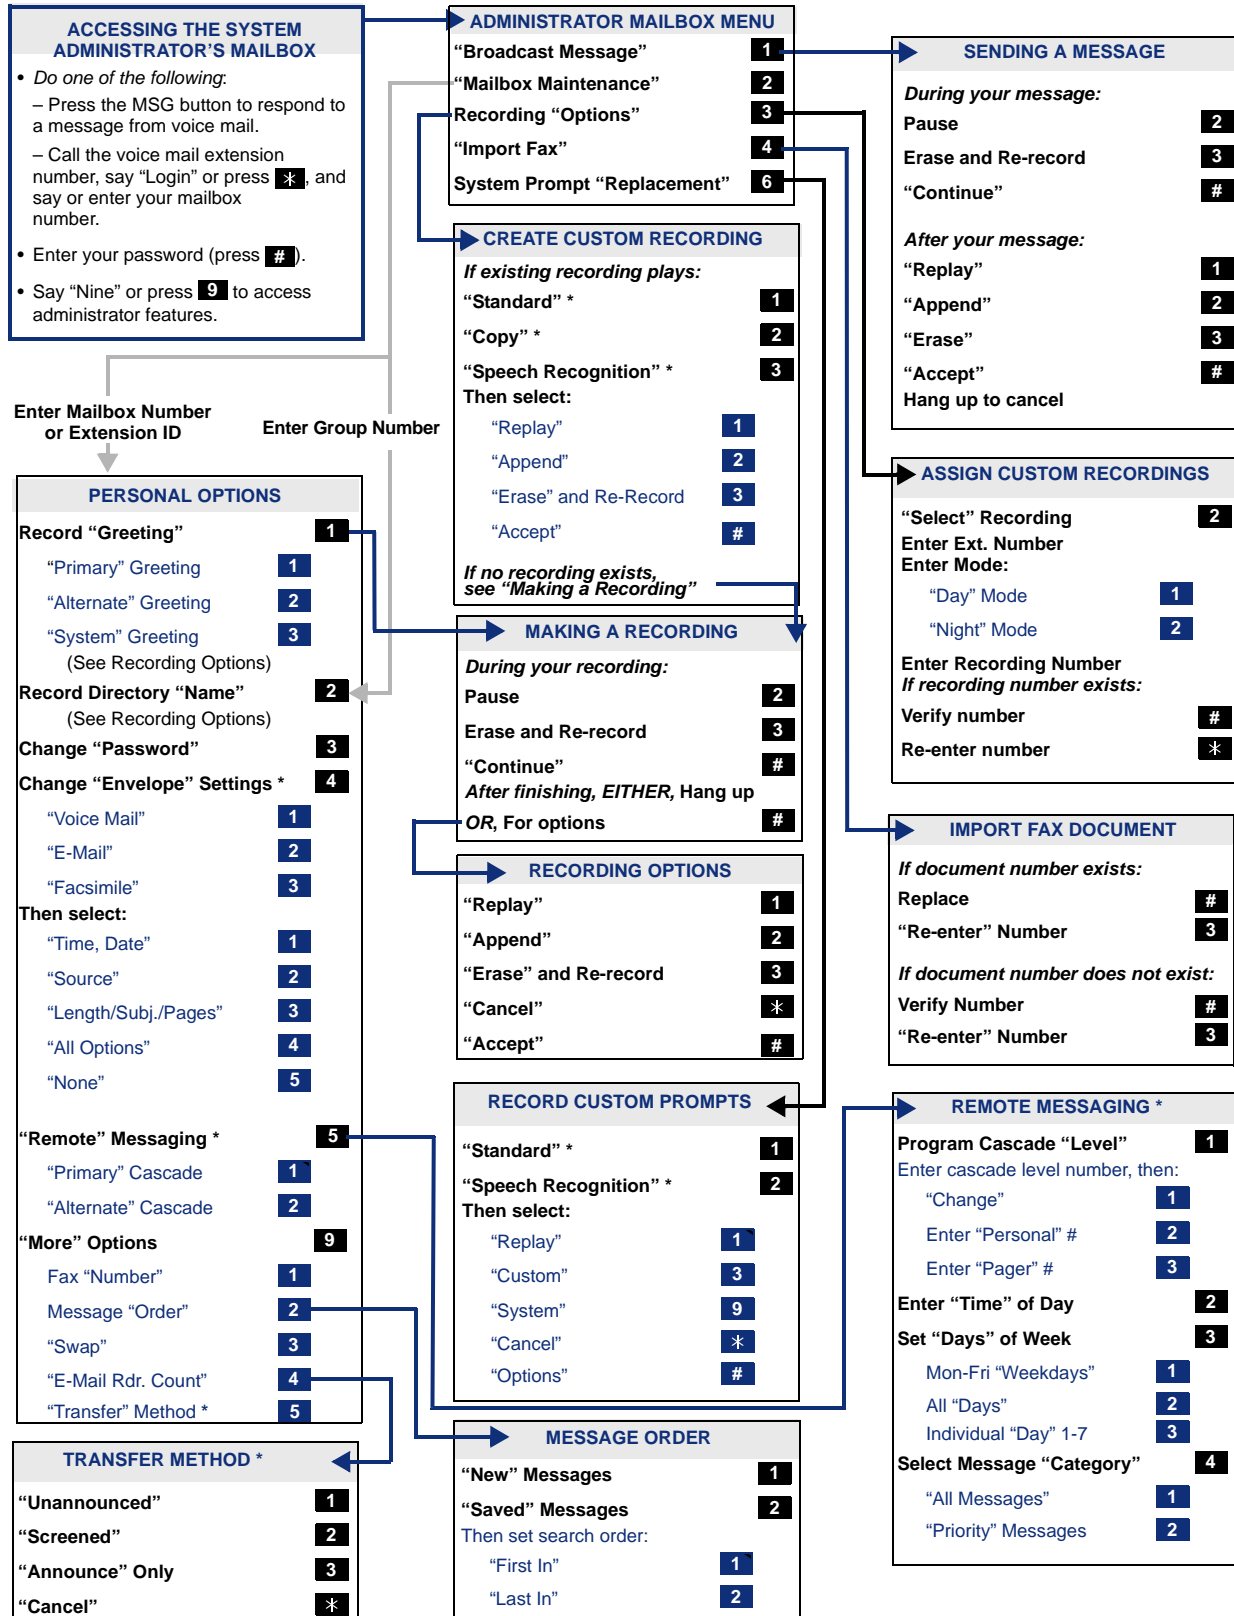 ACCESSING THE SYSTEM
ADMINISTRATOR’S MAILBOX
• Do one of the following:
– Press the MSG button to respond to
a message from voice mail.
– Call the voice mail extension
number, say “Login” or press * , and
say or enter your mailbox
number.
• Enter your password (press # ).
• Say “Nine” or press 9 to access
administrator features.
Enter Mailbox Number
or Extension ID
Enter Group Number
PERSONAL OPTIONS
Record “Greeting” 1
“Primary” Greeting 1
“Alternate” Greeting 2
“System” Greeting 3
(See Recording Options)
Record Directory “Name” 2
(See Recording Options)
Change “Password” 3
Change “Envelope” Settings * 4
“Voice Mail” 1
“E-Mail” 2
“Facsimile” 3
Then select:
“Time, Date” 1
“Source” 2
“Length/Subj./Pages” 3
“All Options” 4
“None” 5
“Remote” Messaging * 5
“Primary” Cascade 1
“Alternate” Cascade 2
“More” Options 9
Fax “Number” 1
Message “Order” 2
“Swap” 3
“E-Mail Rdr. Count” 4
“Transfer” Method * 5
TRANSFER METHOD *
“Unannounced” 1
“Screened” 2
“Announce” Only 3
“Cancel” *
ADMINISTRATOR MAILBOX MENU
“Broadcast Message” 1
“Mailbox Maintenance” 2
Recording “Options” 3
“Import Fax” 4
System Prompt “Replacement” 6
CREATE CUSTOM RECORDING
If existing recording plays:
“Standard” * 1
“Copy” * 2
“Speech Recognition” * 3
Then select:
“Replay” 1
“Append” 2
“Erase” and Re-Record 3
“Accept” #
If no recording exists,
see “Making a Recording”
MAKING A RECORDING
During your recording:
Pause 2
Erase and Re-record 3
“Continue” #
After finishing, EITHER, Hang up
OR, For options #
RECORDING OPTIONS
“Replay” 1
“Append” 2
“Erase” and Re-record 3
“Cancel” *
“Accept” #
RECORD CUSTOM PROMPTS
“Standard” * 1
“Speech Recognition” * 2
Then select:
“Replay” 1
“Custom” 3
“System” 9
“Cancel” *
“Options” #
MESSAGE ORDER
“New” Messages 1
“Saved” Messages 2
Then set search order:
“First In” 1
“Last In” 2
SENDING A MESSAGE
During your message:
Pause 2
Erase and Re-record 3
“Continue” #
After your message:
“Replay” 1
“Append” 2
“Erase” 3
“Accept” #
Hang up to cancel
ASSIGN CUSTOM RECORDINGS
“Select” Recording 2
Enter Ext. Number
Enter Mode:
“Day” Mode 1
“Night” Mode 2
Enter Recording Number
If recording number exists:
Verify number #
Re-enter number *
IMPORT FAX DOCUMENT
If document number exists:
Replace #
“Re-enter” Number 3
If document number does not exist:
Verify Number #
“Re-enter” Number 3
REMOTE MESSAGING *
Program Cascade “Level” 1
Enter cascade level number, then:
“Change” 1
Enter “Personal” # 2
Enter “Pager” # 3
Enter “Time” of Day 2
Set “Days” of Week 3
Mon-Fri “Weekdays” 1
All “Days” 2
Individual “Day” 1-7 3
Select Message “Category” 4
“All Messages” 1
“Priority” Messages 2